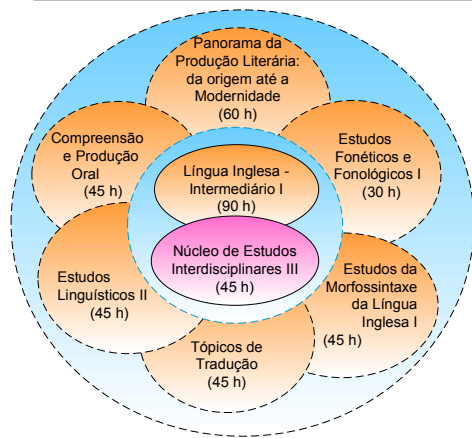 Panorama da
Produção Literária:
da origem até a
Modernidade
(60 h)
Compreensão
e Produção
Oral
(45 h)
Estudos
Fonéticos e
Fonológicos I
(30 h)
Língua Inglesa -
Intermediário I
(90 h)
Núcleo de Estudos
Interdisciplinares III
(45 h)
Estudos
Linguísticos II
(45 h)
Estudos da
Morfossintaxe
da Língua
Inglesa I
(45 h)
Tópicos de
Tradução
(45 h)